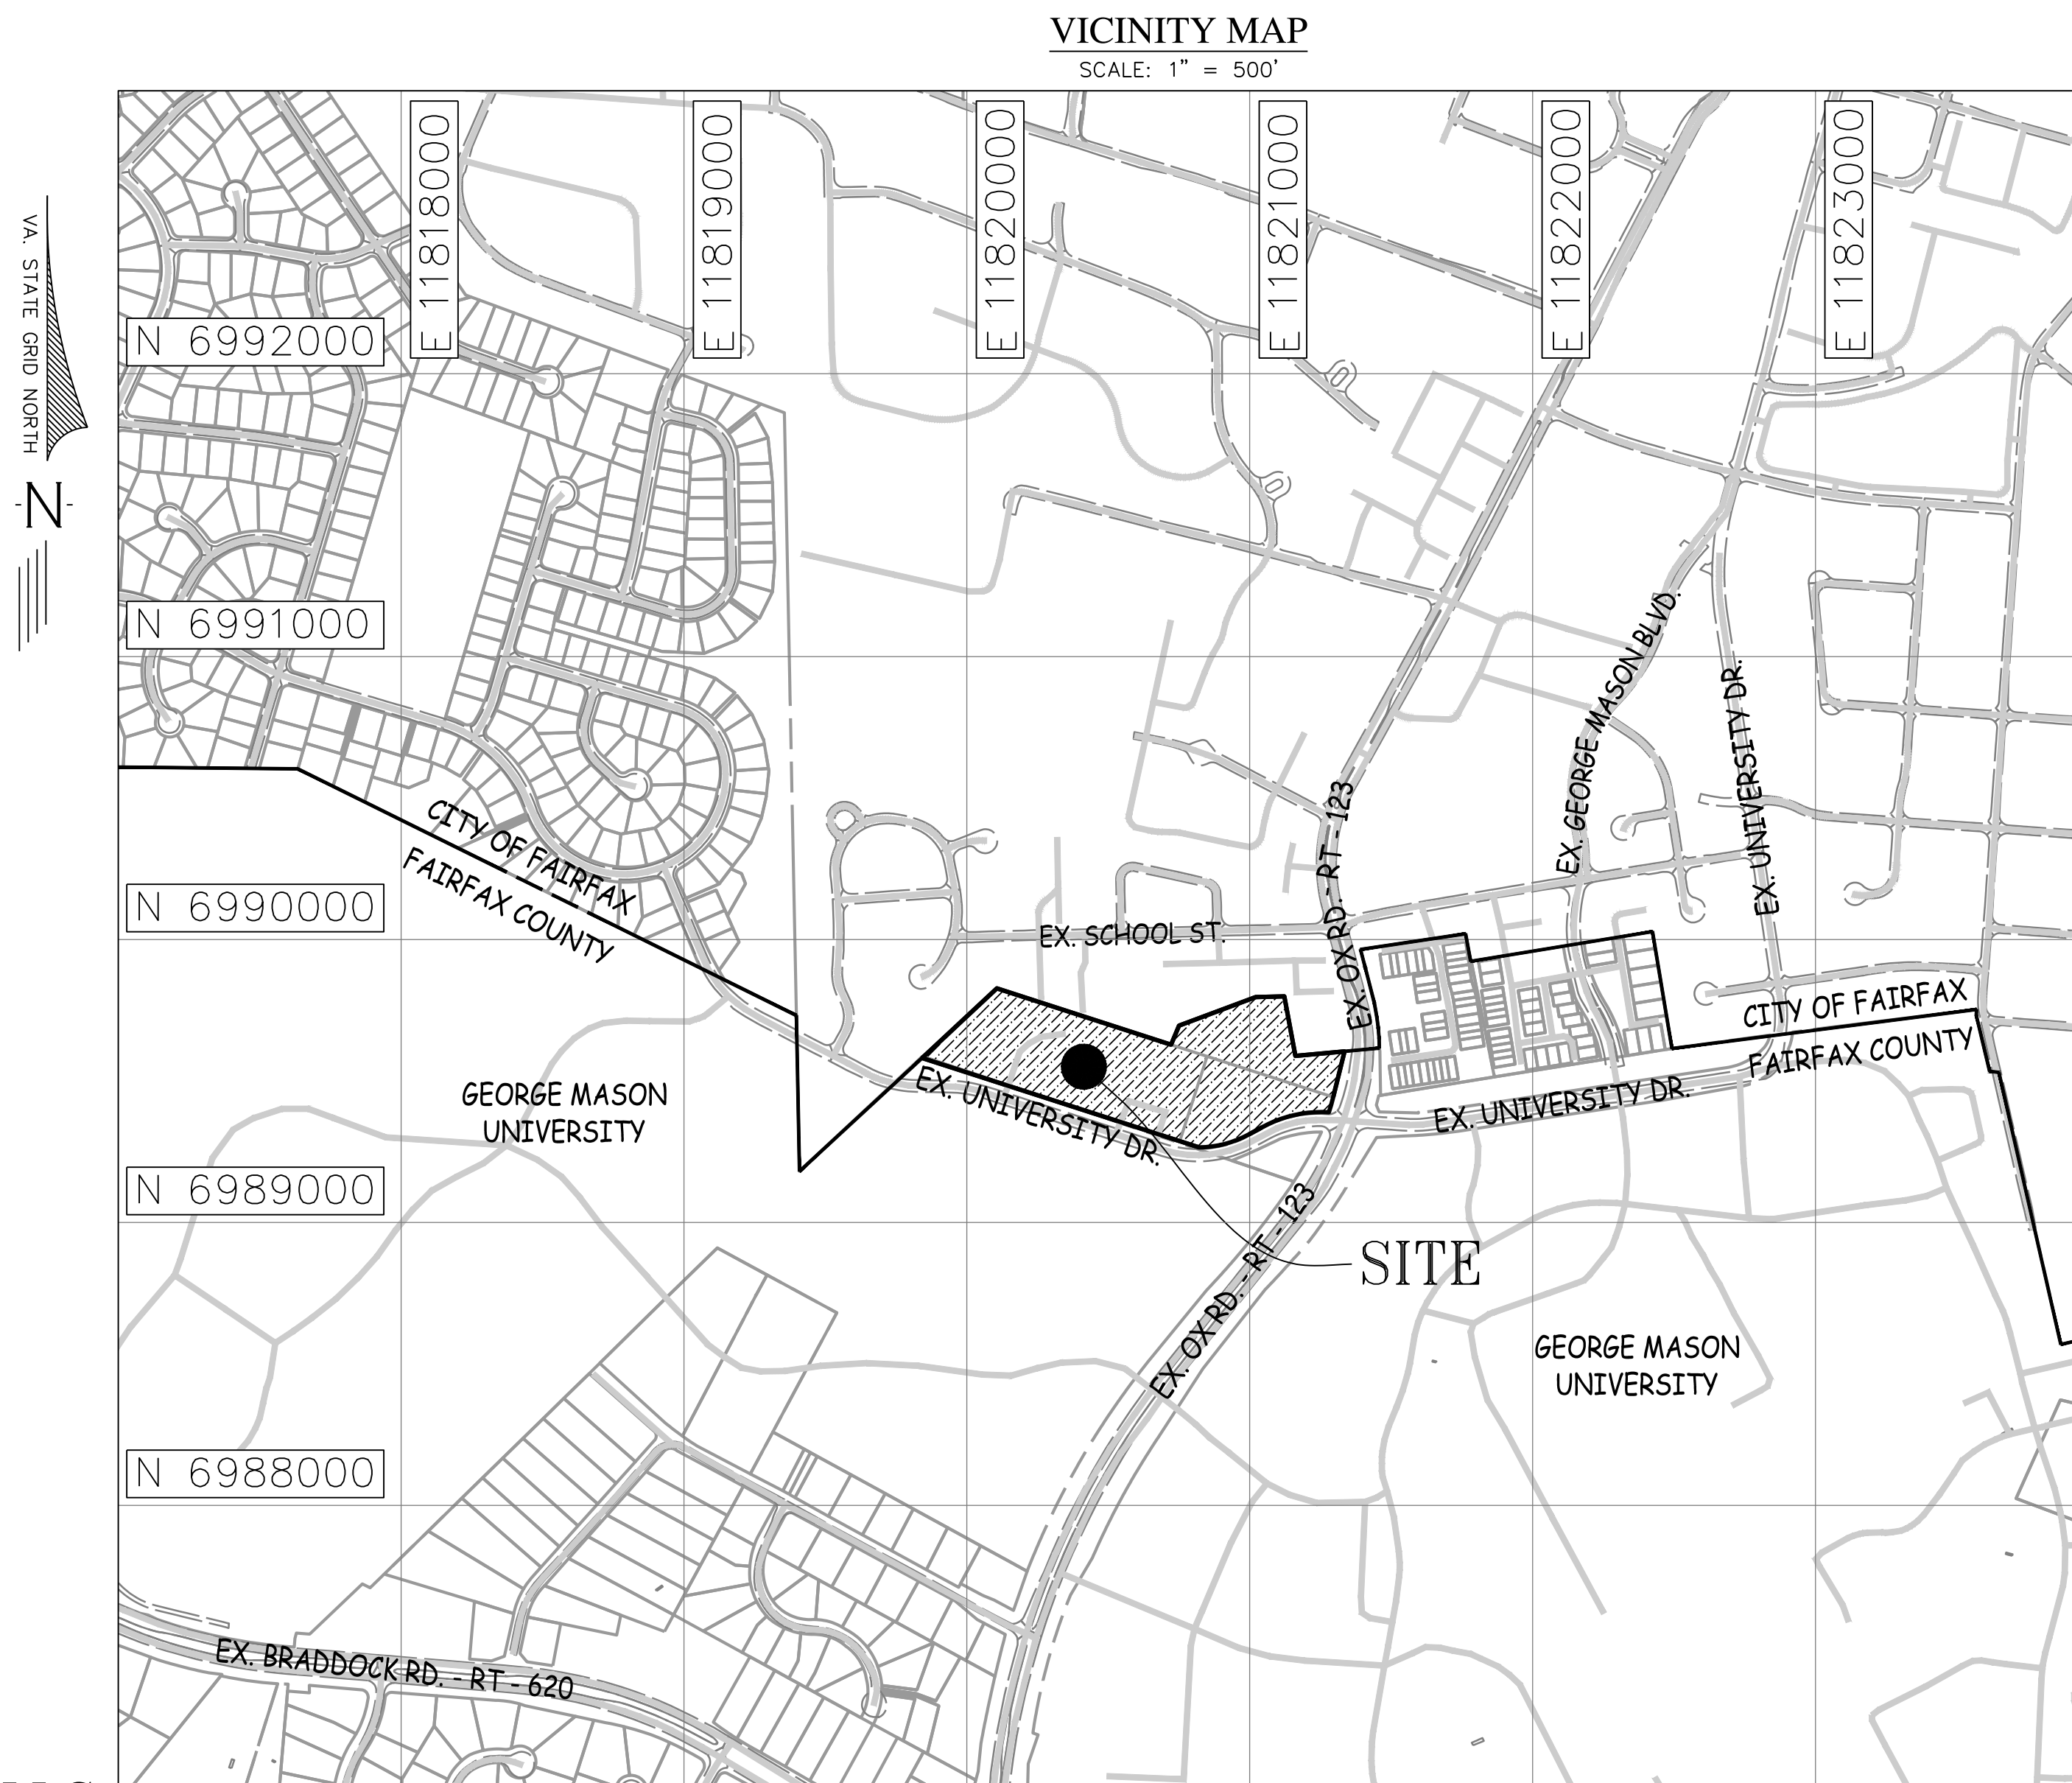 VICINITY MAP
SCALE: 1" = 500'
E 11818000
E 11819000
E 11820000
E 11821000
E 11822000
E 11823000
VA. STATE GRID NORTH
N
N 6992000
N 6991000
N 6990000
N 6989000
N 6988000
EX. GEORGE MASON BLVD.
EX. UNIVERSITY DR.
CITY OF FAIRFAX
FAIRFAX COUNTY
EX. OX RD. - RT - 123
EX. SCHOOL ST.
CITY OF FAIRFAX
FAIRFAX COUNTY
GEORGE MASON
UNIVERSITY
EX. UNIVERSITY DR.
EX. UNIVERSITY DR.
EX. OX RD. - RT - 123
SITE
GEORGE MASON
UNIVERSITY
EX. BRADDOCK RD. - RT - 620